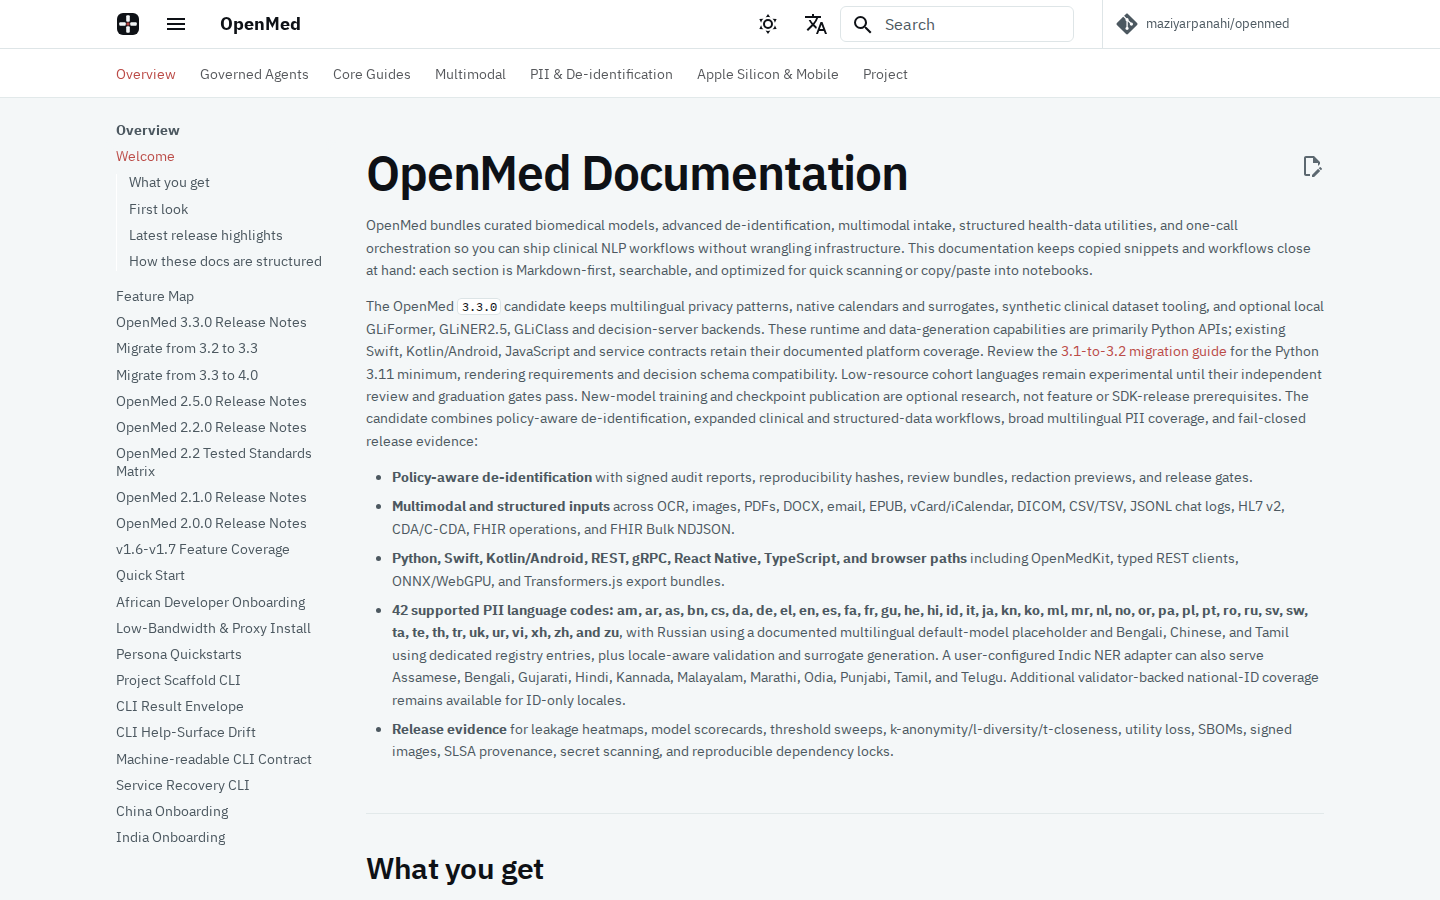 OpenMed
Search
maziyarpanahi/openmed
Overview
Governed Agents
Core Guides
Multimodal
PII & De-identification
Apple Silicon & Mobile
Project
Overview
Welcome
What you get
First look
Latest release highlights
How these docs are structured
Feature Map
OpenMed 3.3.0 Release Notes
Migrate from 3.2 to 3.3
Migrate from 3.3 to 4.0
OpenMed 2.5.0 Release Notes
OpenMed 2.2.0 Release Notes
OpenMed 2.2 Tested Standards
Matrix
OpenMed 2.1.0 Release Notes
OpenMed 2.0.0 Release Notes
v1.6-v1.7 Feature Coverage
Quick Start
African Developer Onboarding
Low-Bandwidth & Proxy Install
Persona Quickstarts
Project Scaffold CLI
CLI Result Envelope
CLI Help-Surface Drift
Machine-readable CLI Contract
Service Recovery CLI
China Onboarding
India Onboarding
OpenMed Documentation
OpenMed bundles curated biomedical models, advanced de-identification, multimodal intake, structured health-data utilities, and one-call
orchestration so you can ship clinical NLP workflows without wrangling infrastructure. This documentation keeps copied snippets and workflows close
at hand: each section is Markdown-first, searchable, and optimized for quick scanning or copy/paste into notebooks.
The OpenMed 3.3.0 candidate keeps multilingual privacy patterns, native calendars and surrogates, synthetic clinical dataset tooling, and optional local
GLiFormer, GLiNER2.5, GLiClass and decision-server backends. These runtime and data-generation capabilities are primarily Python APIs; existing
Swift, Kotlin/Android, JavaScript and service contracts retain their documented platform coverage. Review the 3.1-to-3.2 migration guide for the Python
3.11 minimum, rendering requirements and decision schema compatibility. Low-resource cohort languages remain experimental until their independent
review and graduation gates pass. New-model training and checkpoint publication are optional research, not feature or SDK-release prerequisites. The
candidate combines policy-aware de-identification, expanded clinical and structured-data workflows, broad multilingual PII coverage, and fail-closed
release evidence:
Policy-aware de-identification with signed audit reports, reproducibility hashes, review bundles, redaction previews, and release gates.
Multimodal and structured inputs across OCR, images, PDFs, DOCX, email, EPUB, vCard/iCalendar, DICOM, CSV/TSV, JSONL chat logs, HL7 v2,
CDA/C-CDA, FHIR operations, and FHIR Bulk NDJSON.
Python, Swift, Kotlin/Android, REST, gRPC, React Native, TypeScript, and browser paths including OpenMedKit, typed REST clients,
ONNX/WebGPU, and Transformers.js export bundles.
42 supported PII language codes: am, ar, as, bn, cs, da, de, el, en, es, fa, fr, gu, he, hi, id, it, ja, kn, ko, ml, mr, nl, no, or, pa, pl, pt, ro, ru, sv, sw,
ta, te, th, tr, uk, ur, vi, xh, zh, and zu, with Russian using a documented multilingual default-model placeholder and Bengali, Chinese, and Tamil
using dedicated registry entries, plus locale-aware validation and surrogate generation. A user-configured Indic NER adapter can also serve
Assamese, Bengali, Gujarati, Hindi, Kannada, Malayalam, Marathi, Odia, Punjabi, Tamil, and Telugu. Additional validator-backed national-ID coverage
remains available for ID-only locales.
Release evidence for leakage heatmaps, model scorecards, threshold sweeps, k-anonymity/l-diversity/t-closeness, utility loss, SBOMs, signed
images, SLSA provenance, secret scanning, and reproducible dependency locks.
What you get